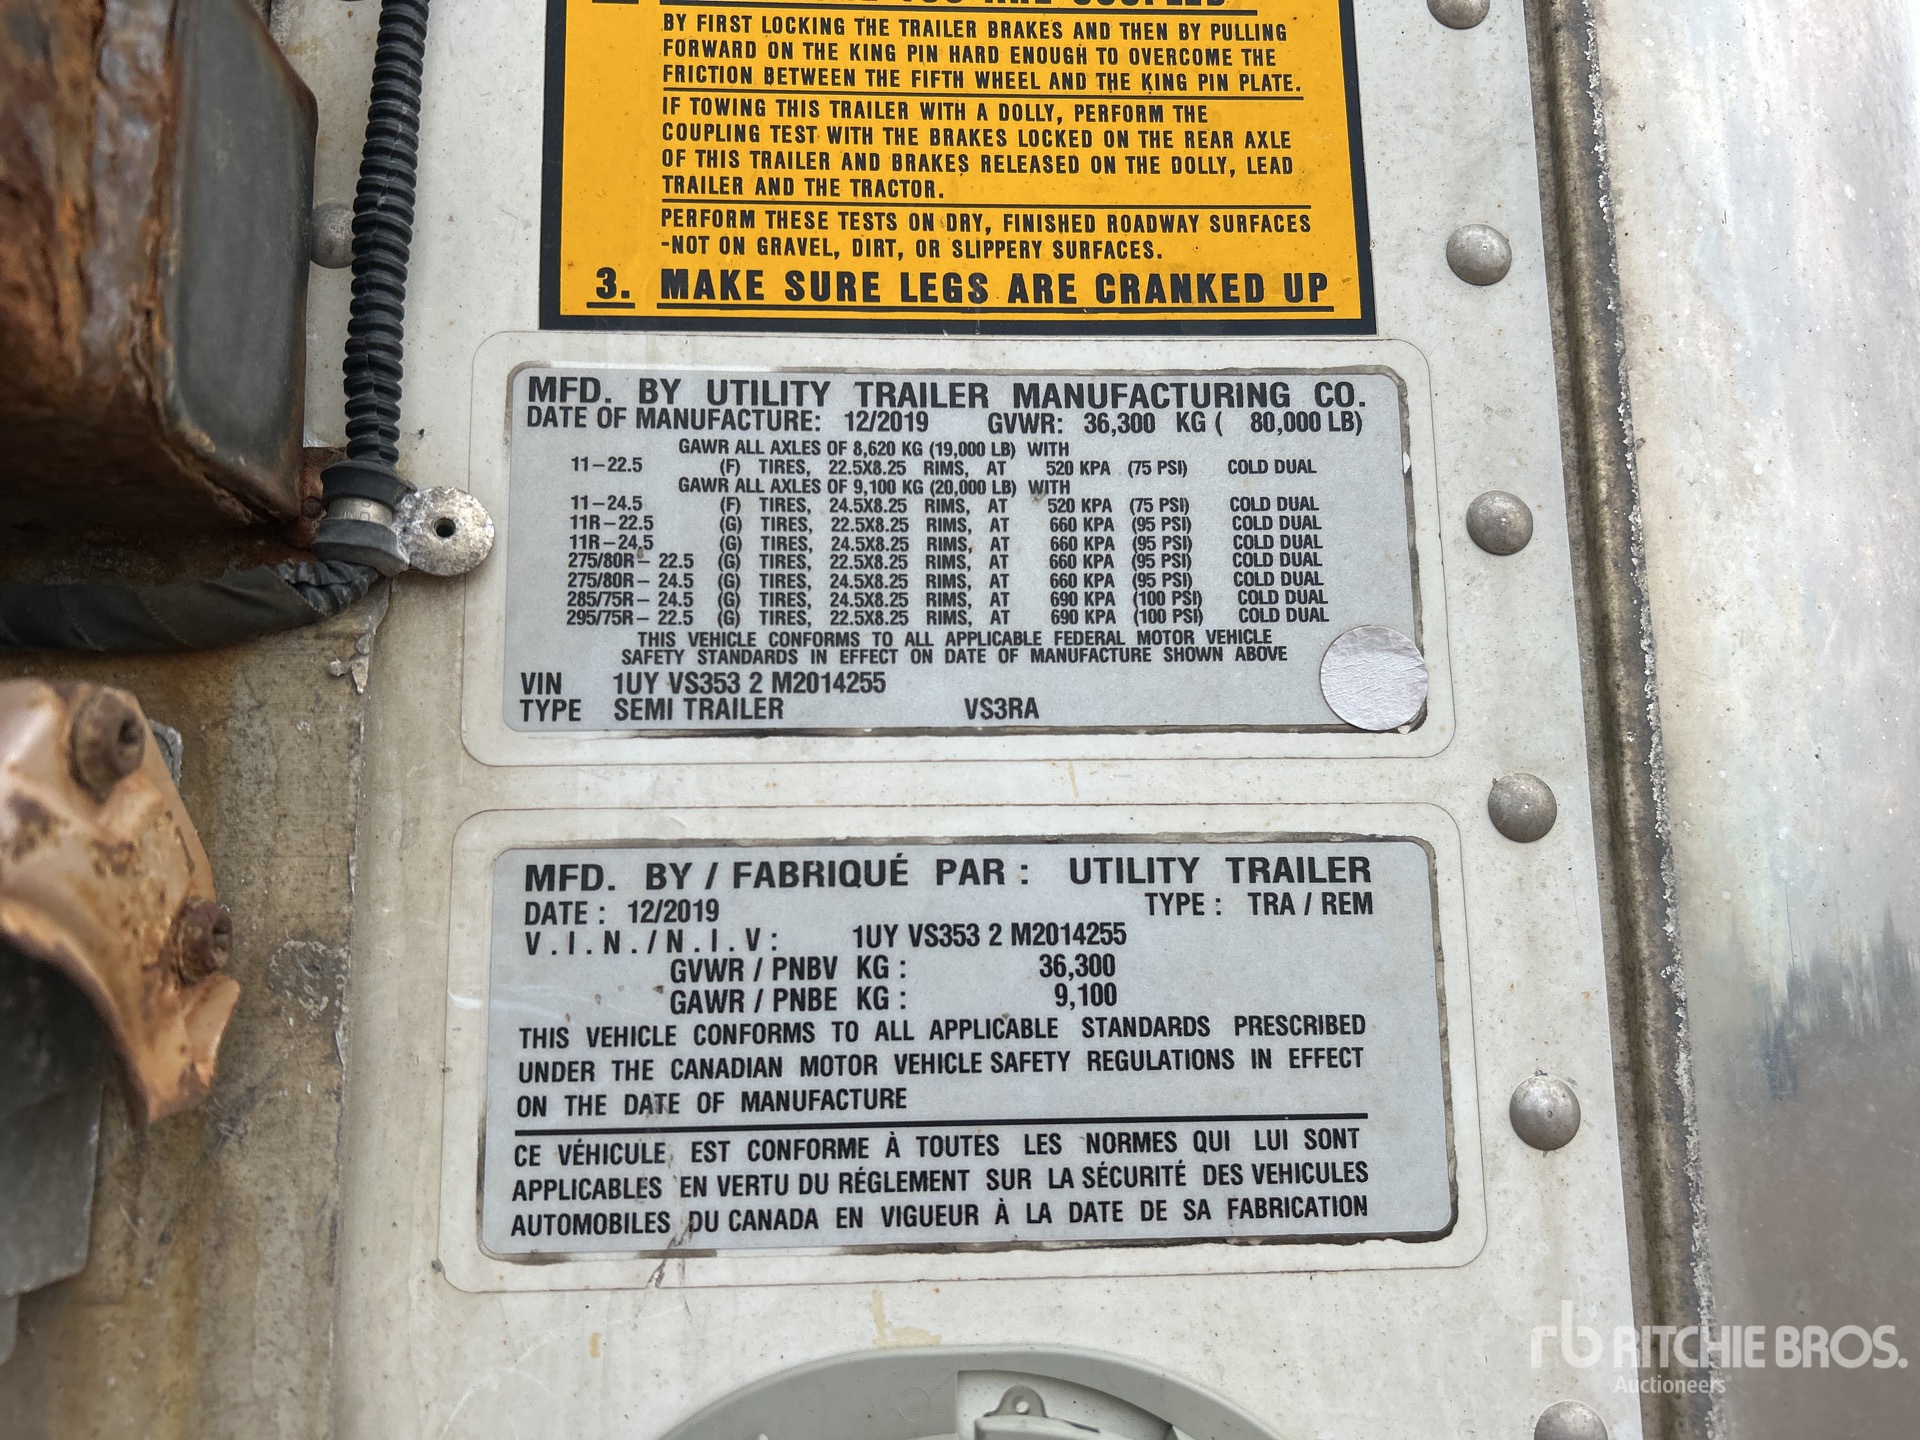 BY FIRST LOCKING THE TRAILER BRAKES AND THEN BY PULLING
FORWARD ON THE KING PIN HARD ENOUGH TO OVERCOME THE
FRICTION BETWEEN THE FIFTH WHEEL AND THE KING PIN PLATE.
IF TOWING THIS TRAILER WITH A DOLLY, PERFORM THE
COUPLING TEST WITH THE BRAKES LOCKED ON THE REAR AXLE
OF THIS TRAILER AND BRAKES RELEASED ON THE DOLLY, LEAD
TRAILER AND THE TRACTOR.
PERFORM THESE TESTS ON DRY, FINISHED ROADWAY SURFACES
-NOT ON GRAVEL, DIRT, OR SLIPPERY SURFACES.
3. MAKE SURE LEGS ARE CRANKED UP
MFD. BY UTILITY TRAILER MANUFACTURING CO.
DATE OF MANUFACTURE: 12/2019 GVWR: 36,300 KG ( 80,000 LB)
GAWR ALL AXLES OF 8,620 KG (19,000 LB) WITH
11-22.5 (F) TIRES, 22.5X8.25 RIMS, AT 520 KPA (75 PSI) COLD DUAL
GAWR ALL AXLES OF 9,100 KG (20,000 LB) WITH
11-24.5 (F) TIRES, 24.5X8.25 RIMS, AT 520 KPA (75 PSI) COLD DUAL
11R-22.5 (G) TIRES, 22.5X8.25 RIMS, AT 660 KPA (95 PSI) COLD DUAL
11R-24.5 (G) TIRES, 24.5X8.25 RIMS, AT 660 KPA (95 PSI) COLD DUAL
275/80R- 22.5 (G) TIRES, 22.5X8.25 RIMS, AT 660 KPA (95 PSI) COLD DUAL
275/80R- 24.5 (G) TIRES, 24.5X8.25 RIMS, AT 660 KPA (95 PSI) COLD DUAL
285/75R- 24.5 (G) TIRES, 24.5X8.25 RIMS, AT 690 KPA (100 PSI) COLD DUAL
295/75R- 22.5 (G) TIRES, 22.5X8.25 RIMS, AT 690 KPA (100 PSI) COLD DUAL
THIS VEHICLE CONFORMS TO ALL APPLICABLE FEDERAL MOTOR VEHICLE
SAFETY STANDARDS IN EFFECT ON DATE OF MANUFACTURE SHOWN ABOVE
VIN 1UY VS353 2 M2014255
TYPE SEMI TRAILER VS3RA
MFD. BY / FABRIQUÉ PAR : UTILITY TRAILER
DATE : 12/2019 TYPE : TRA / REM
V.I.N./N.I.V: 1UY VS353 2 M2014255
GVWR / PNBV KG : 36,300
GAWR / PNBE KG : 9,100
THIS VEHICLE CONFORMS TO ALL APPLICABLE STANDARDS PRESCRIBED
UNDER THE CANADIAN MOTOR VEHICLE SAFETY REGULATIONS IN EFFECT
ON THE DATE OF MANUFACTURE
CE VÉHICULE EST CONFORME À TOUTES LES NORMES QUI LUI SONT
APPLICABLES EN VERTU DU RÉGLEMENT SUR LA SÉCURITÉ DES VEHICULES
AUTOMOBILES DU CANADA EN VIGUEUR À LA DATE DE SA FABRICATION
rb RITCHIE BROS.
Auctioneers